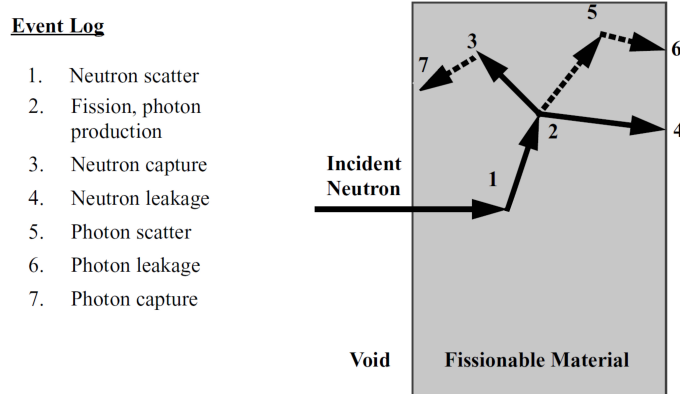 Event Log
1. Neutron scatter
2. Fission, photon
production
3. Neutron capture
4. Neutron leakage
5. Photon scatter
6. Photon leakage
7. Photon capture
Incident
Neutron
1
2
3
4
5
6
7
Void
Fissionable Material